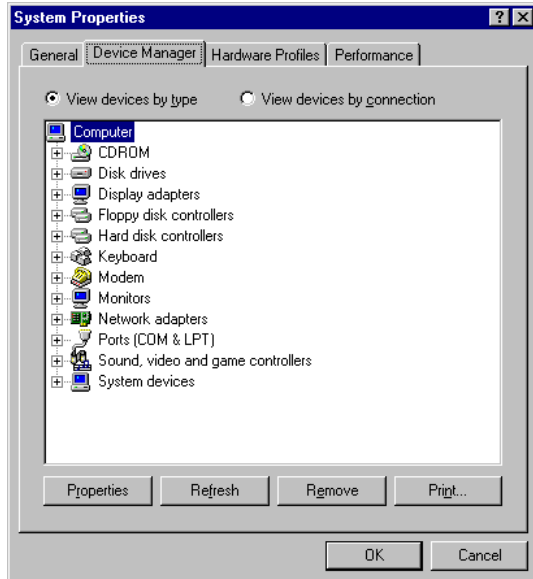 System Properties
General Device Manager Hardware Profiles Performance
View devices by type View devices by connection
Computer
CDROM
Disk drives
Display adapters
Floppy disk controllers
Hard disk controllers
Keyboard
Modem
Monitors
Network adapters
Ports (COM & LPT)
Sound, video and game controllers
System devices
Properties Refresh Remove Print...
OK Cancel